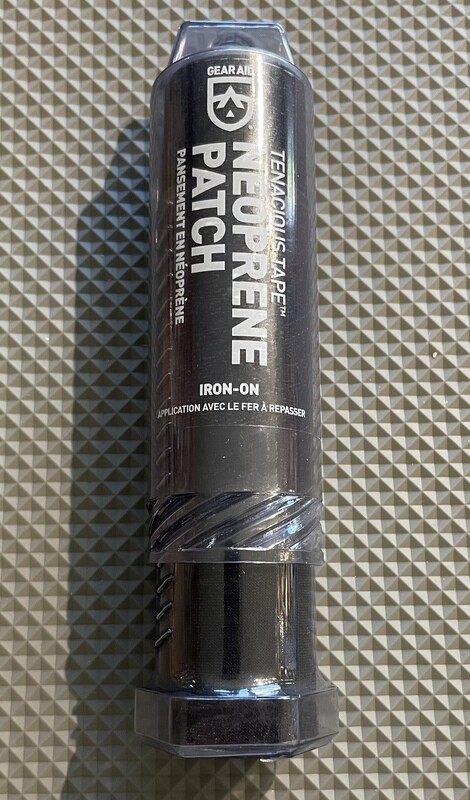 GEAR AID
TENACIOUS TAPE™
NEOPRENE
PATCH
PANSEMENT EN NÉOPRÈNE
IRON-ON
APPLICATION AVEC LE FER À REPASSER